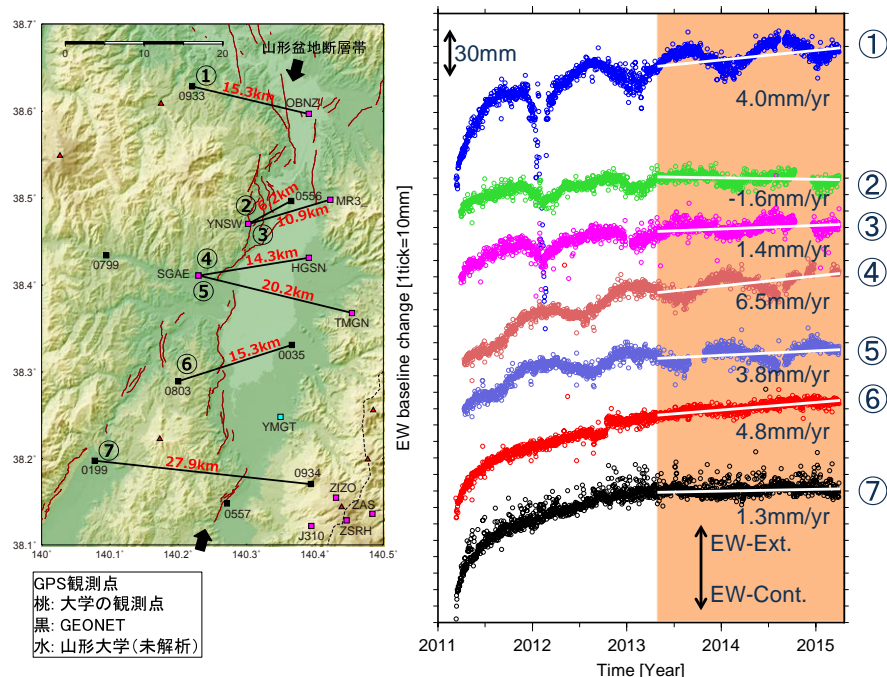 38.7˚
38.6˚
38.5˚
38.4˚
38.3˚
38.2˚
38.1˚
140˚
140.1˚
140.2˚
140.3˚
140.4˚
140.5˚
0 10 20
山形盆地断層帯
①
0933
15.3km
OBNZ
②
0556
6.2km
MR3
YNSW
10.9km
③
④
14.3km
HGSN
0799
SGAE
⑤
20.2km
TMGN
⑥
15.3km
0035
0803
YMGT
⑦
27.9km
0199
0934
ZIZO
0557
ZAS
J310
ZSRH
GPS観測点
桃: 大学の観測点
黒: GEONET
水: 山形大学(未解析)
EW baseline change [1tick=10mm]
30mm
①
4.0mm/yr
②
-1.6mm/yr
③
1.4mm/yr
④
6.5mm/yr
⑤
3.8mm/yr
⑥
4.8mm/yr
⑦
1.3mm/yr
EW-Ext.
EW-Cont.
2011 2012 2013 2014 2015
Time [Year]